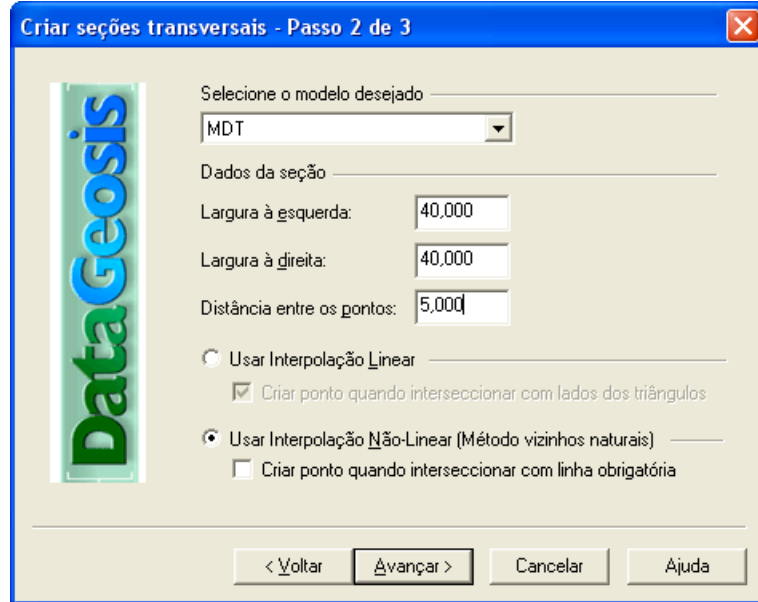 Criar seções transversais - Passo 2 de 3
DataGeosis
Selecione o modelo desejado
MDT
Dados da seção
Largura à esquerda: 40,000
Largura à direita: 40,000
Distância entre os pontos: 5,000
Usar Interpolação Linear
Criar ponto quando interseccionar com lados dos triângulos
Usar Interpolação Não-Linear (Método vizinhos naturais)
Criar ponto quando interseccionar com linha obrigatória
< Voltar Avançar > Cancelar Ajuda